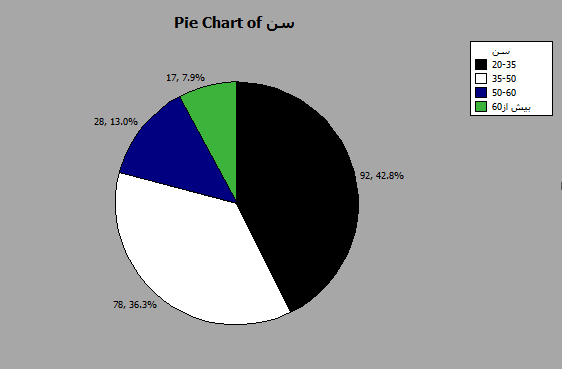 Pie Chart of سن
سن
20-35
35-50
50-60
بیش از60
17, 7.9%
28, 13.0%
92, 42.8%
78, 36.3%